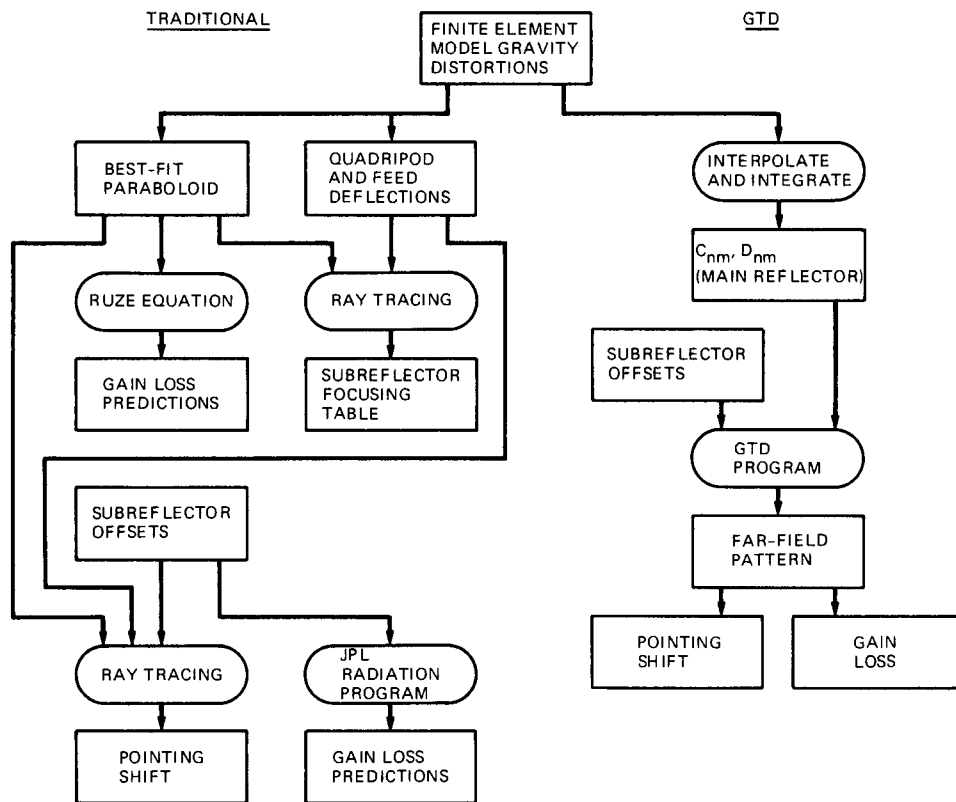 TRADITIONAL
GTD
FINITE ELEMENT
MODEL GRAVITY
DISTORTIONS
BEST-FIT
PARABOLOID
QUADRIPOD
AND FEED
DEFLECTIONS
INTERPOLATE
AND INTEGRATE
C_nm, D_nm
(MAIN REFLECTOR)
RUZE EQUATION
RAY TRACING
GAIN LOSS
PREDICTIONS
SUBREFLECTOR
FOCUSING
TABLE
SUBREFLECTOR
OFFSETS
GTD
PROGRAM
SUBREFLECTOR
OFFSETS
FAR-FIELD
PATTERN
POINTING
SHIFT
GAIN
LOSS
RAY TRACING
JPL
RADIATION
PROGRAM
POINTING
SHIFT
GAIN LOSS
PREDICTIONS